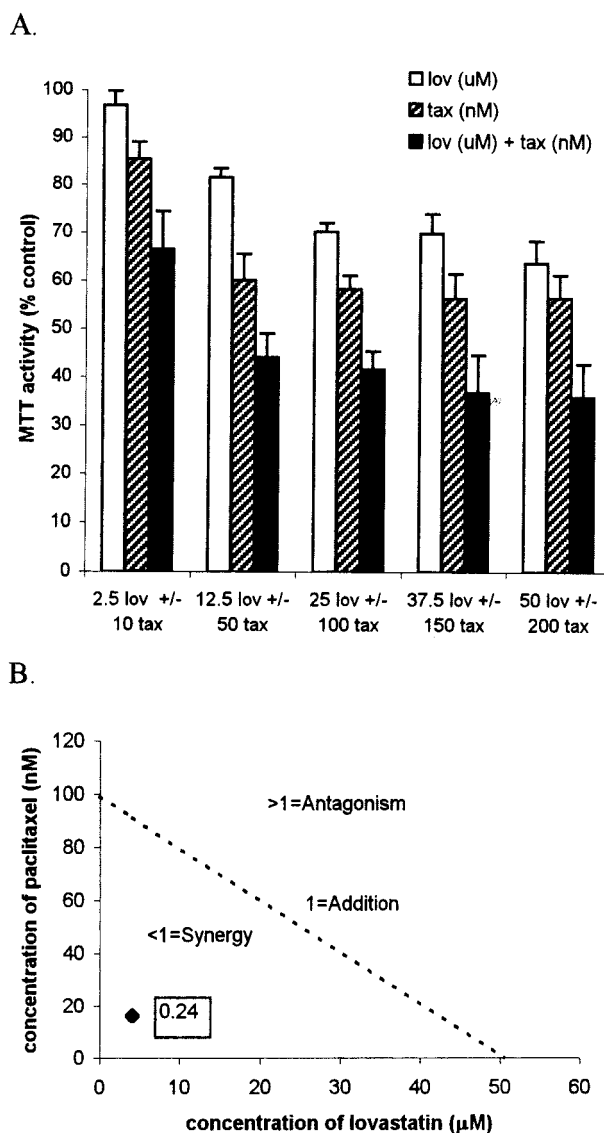 A.
lov (uM)
tax (nM)
lov (uM) + tax (nM)
MTT activity (% control)
100
90
80
70
60
50
40
30
20
10
0
2.5 lov +/-
10 tax
12.5 lov +/-
50 tax
25 lov +/-
100 tax
37.5 lov +/-
150 tax
50 lov +/-
200 tax
B.
concentration of paclitaxel (nM)
120
100
80
60
40
20
0
>1=Antagonism
1=Addition
<1=Synergy
0.24
0
10
20
30
40
50
60
concentration of lovastatin (µM)